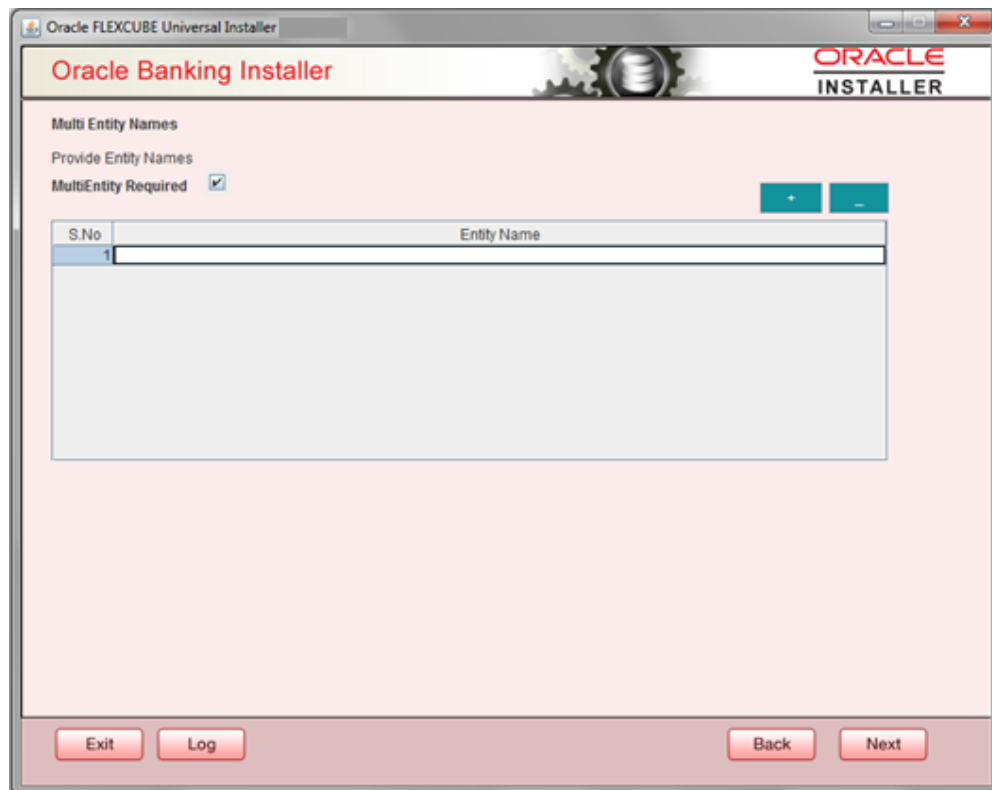 Oracle FLEXCUBE Universal Installer
Oracle Banking Installer
ORACLE
INSTALLER
Multi Entity Names
Provide Entity Names
MultiEntity Required
+ _
S.No Entity Name
1
Exit Log Back Next